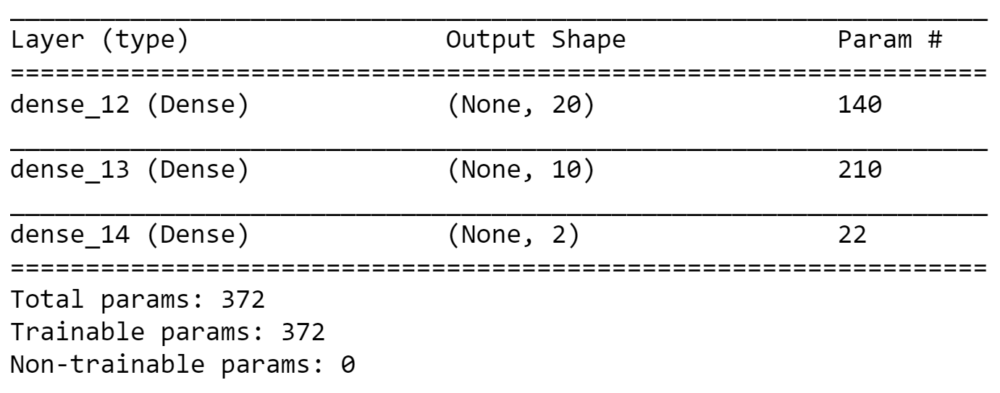 _________________________________________________________________
Layer (type)                 Output Shape              Param #
=================================================================
dense_12 (Dense)             (None, 20)                140
_________________________________________________________________
dense_13 (Dense)             (None, 10)                210
_________________________________________________________________
dense_14 (Dense)             (None, 2)                 22
=================================================================
Total params: 372
Trainable params: 372
Non-trainable params: 0